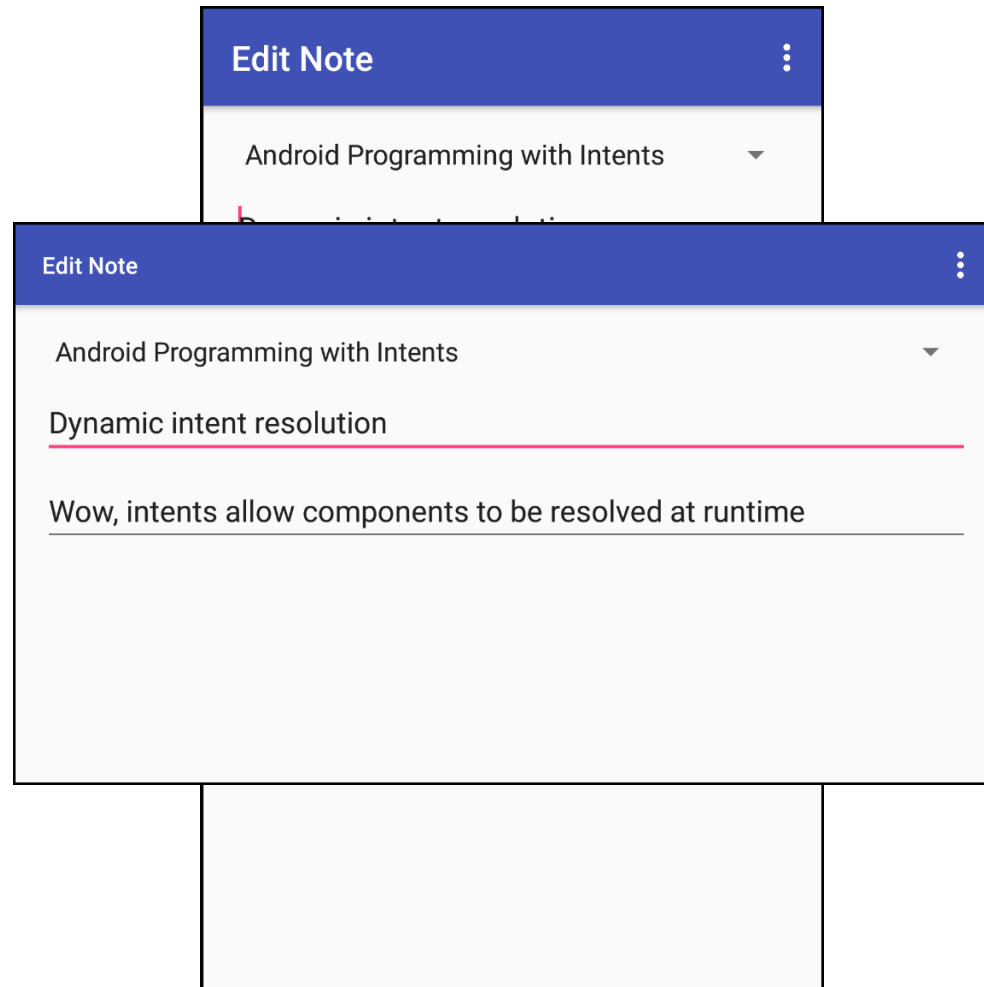 Edit Note
Android Programming with Intents
Edit Note
Android Programming with Intents
Dynamic intent resolution
Wow, intents allow components to be resolved at runtime